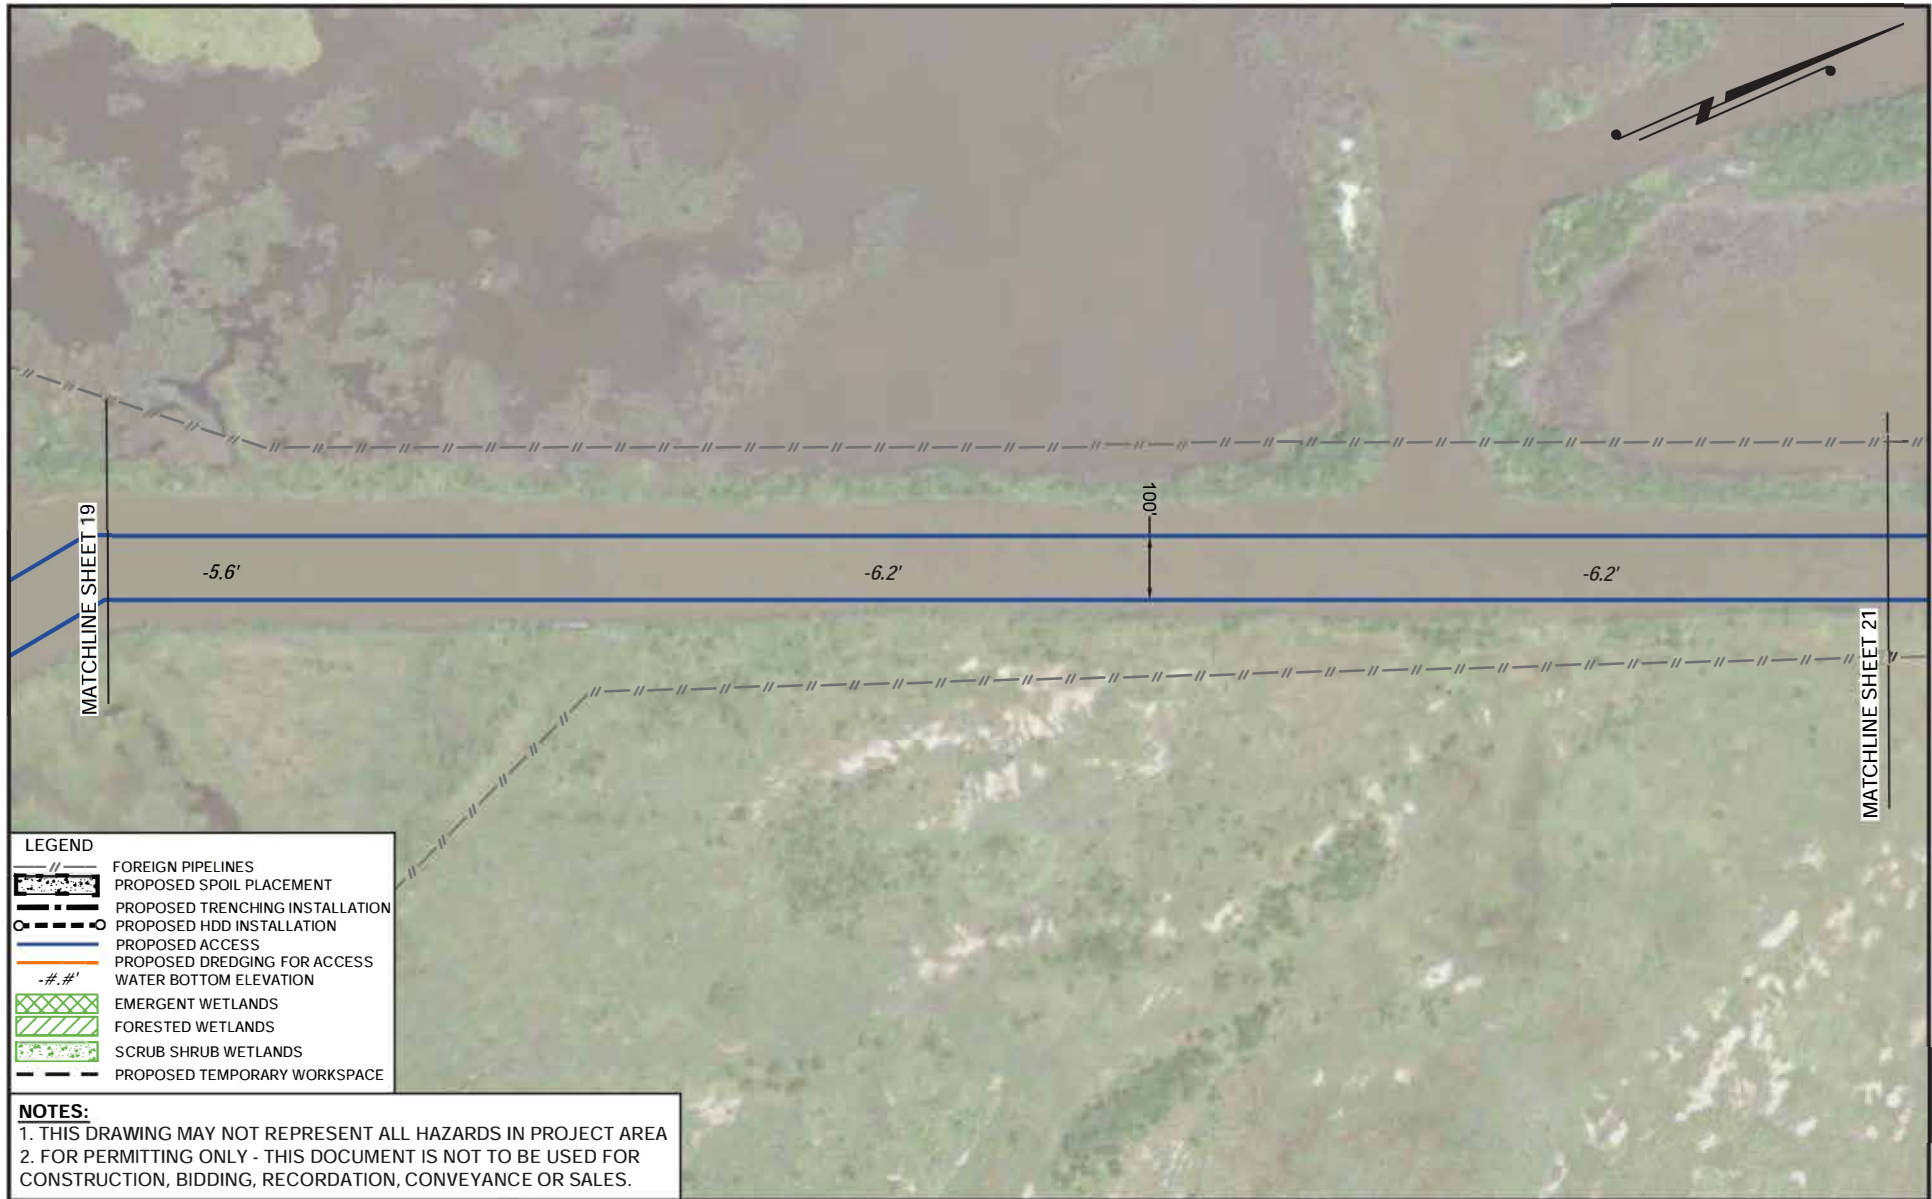 100'
MATCHLINE SHEET 19
-5.6'
-6.2'
-6.2'
MATCHLINE SHEET 21
LEGEND
FOREIGN PIPELINES
PROPOSED SPOIL PLACEMENT
PROPOSED TRENCHING INSTALLATION
PROPOSED HDD INSTALLATION
PROPOSED ACCESS
PROPOSED DREDGING FOR ACCESS
-#.#' WATER BOTTOM ELEVATION
EMERGENT WETLANDS
FORESTED WETLANDS
SCRUB SHRUB WETLANDS
PROPOSED TEMPORARY WORKSPACE
NOTES:
1. THIS DRAWING MAY NOT REPRESENT ALL HAZARDS IN PROJECT AREA
2. FOR PERMITTING ONLY - THIS DOCUMENT IS NOT TO BE USED FOR
CONSTRUCTION, BIDDING, RECORDATION, CONVEYANCE OR SALES.